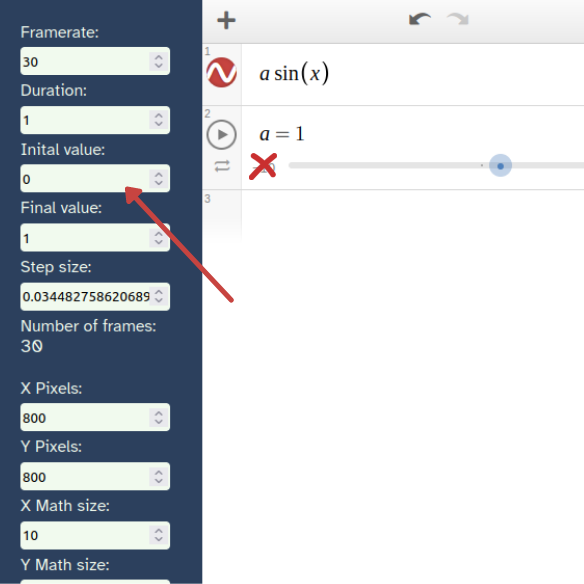 Framerate:
30
Duration:
1
Inital value:
0
Final value:
1
Step size:
0.034482758620689
Number of frames:
30
X Pixels:
800
Y Pixels:
800
X Math size:
10
Y Math size:
+
1
a sin(x)
2
a = 1
3